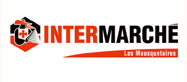 INTERMARCHÉ
Les Mousquetaires